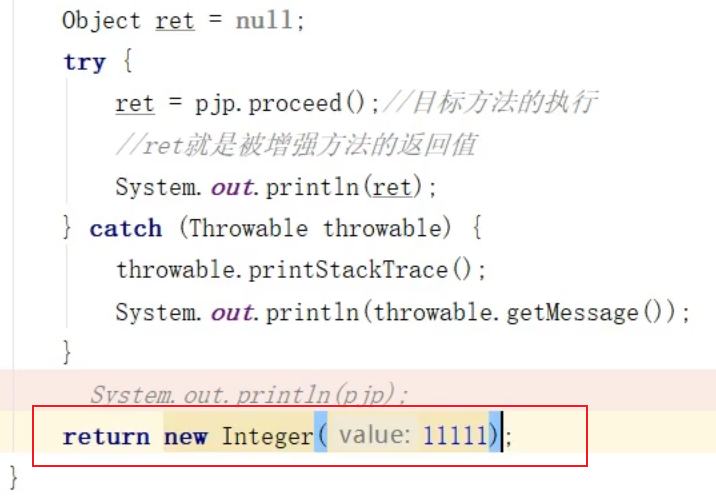 Object ret = null;
try {
ret = pjp.proceed();//目标方法的执行
//ret就是被增强方法的返回值
System.out.println(ret);
} catch (Throwable throwable) {
throwable.printStackTrace();
System.out.println(throwable.getMessage());
}
System.out.println(pjp);
return new Integer( value: 11111);
}